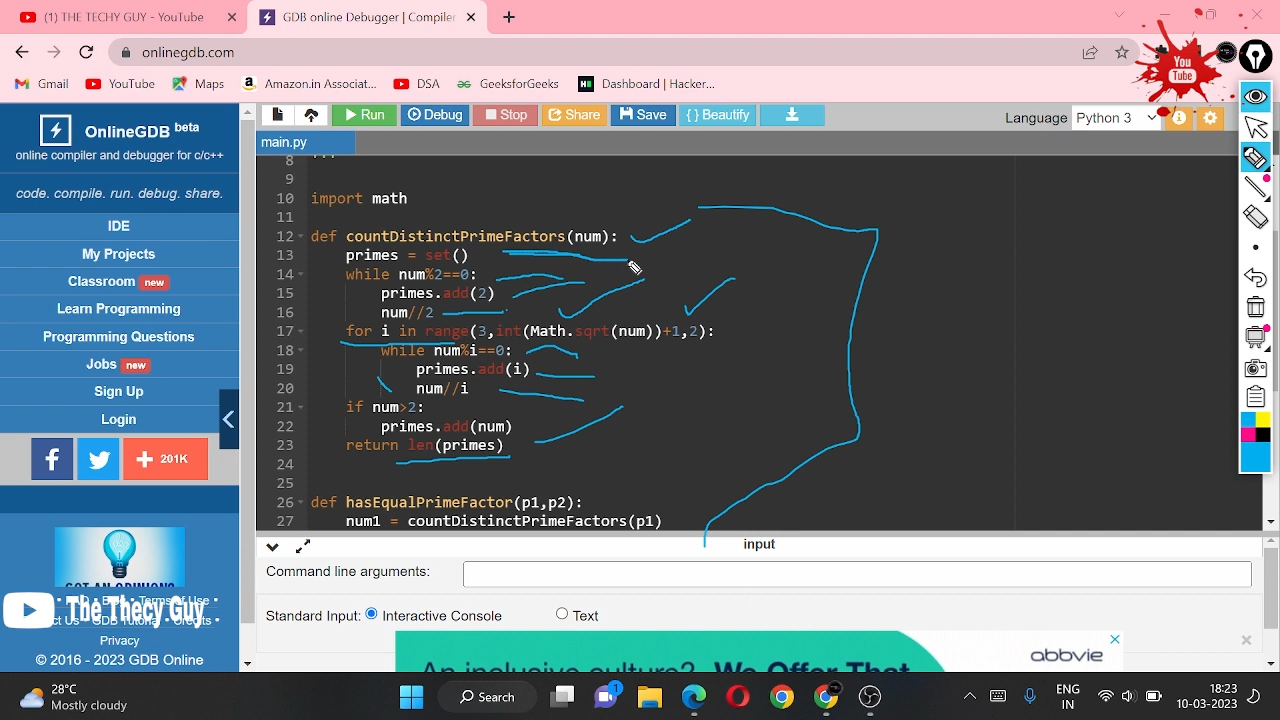 (1) THE TECHY GUY - YouTube
GDB online Debugger | Compiler
onlinegdb.com
Gmail YouTube Maps Amazon.in Associat... DSA GeeksforGeeks Dashboard | Hacker...
You
Tube
OnlineGDB beta
online compiler and debugger for c/c++
code. compile. run. debug. share.
IDE
My Projects
Classroom new
Learn Programming
Programming Questions
Jobs new
Sign Up
Login
f
+ 201K
GOT AN OPINION?
The Thecy Guy
Privacy
© 2016 - 2023 GDB Online
Run Debug Stop Share Save { } Beautify
Language Python 3
main.py
8 '''
9
10 import math
11
12 def countDistinctPrimeFactors(num):
13 primes = set()
14 while num%2==0:
15 primes.add(2)
16 num//2
17 for i in range(3,int(Math.sqrt(num))+1,2):
18 while num%i==0:
19 primes.add(i)
20 num//i
21 if num>2:
22 primes.add(num)
23 return len(primes)
24
25
26 def hasEqualPrimeFactor(p1,p2):
27 num1 = countDistinctPrimeFactors(p1)
input
Command line arguments:
Standard Input: Interactive Console Text
An inclusive culture? We Offer That
abbvie
28°C
Mostly cloudy
Search
1
ENG
IN
18:23
10-03-2023